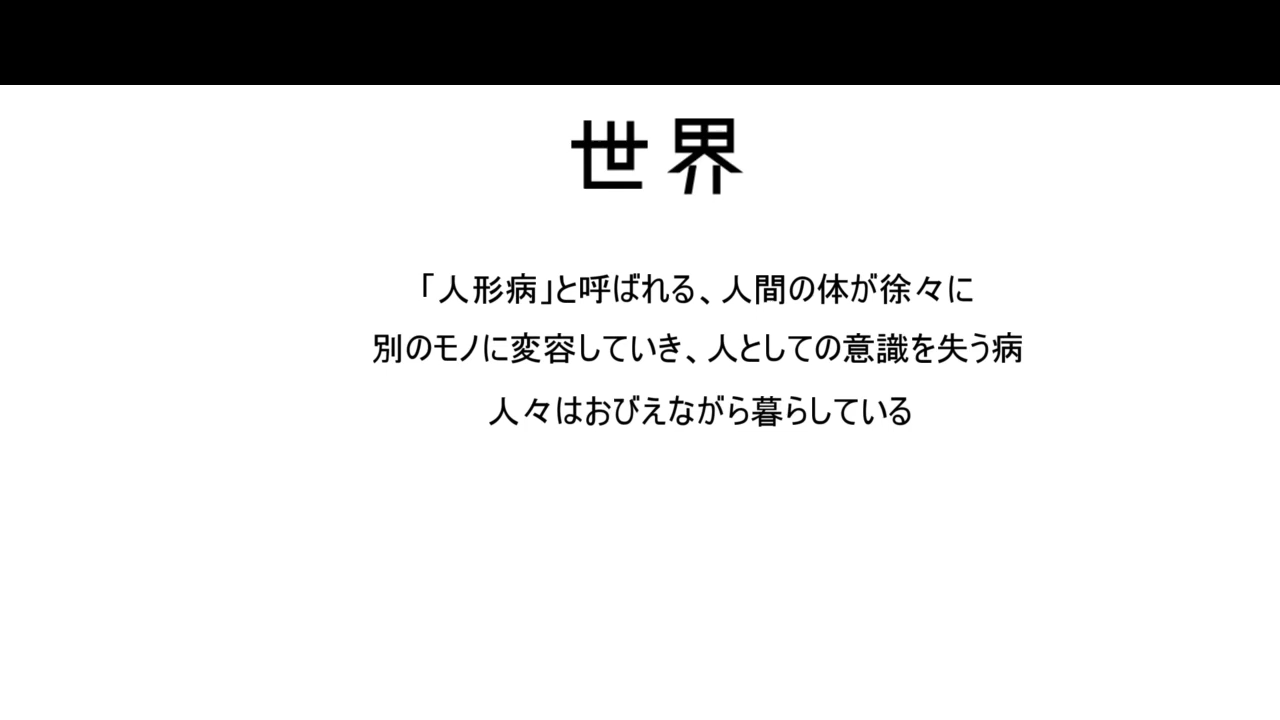 世界
「人形病」と呼ばれる、人間の体が徐々に
別のモノに変容していき、人としての意識を失う病
人々はおびえながら暮らしている